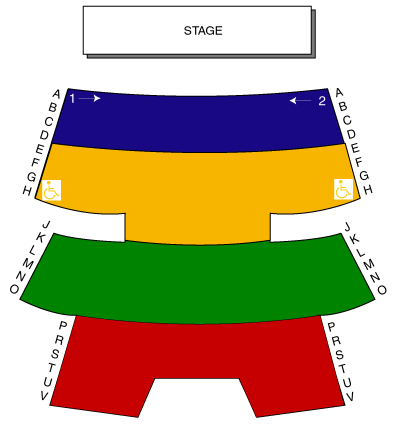 STAGE
A A
1 2
B B
C C
D D
E E
F F
G G
H H
J J
K K
L L
M M
N N
O O
P P
R R
S S
T T
U U
V V